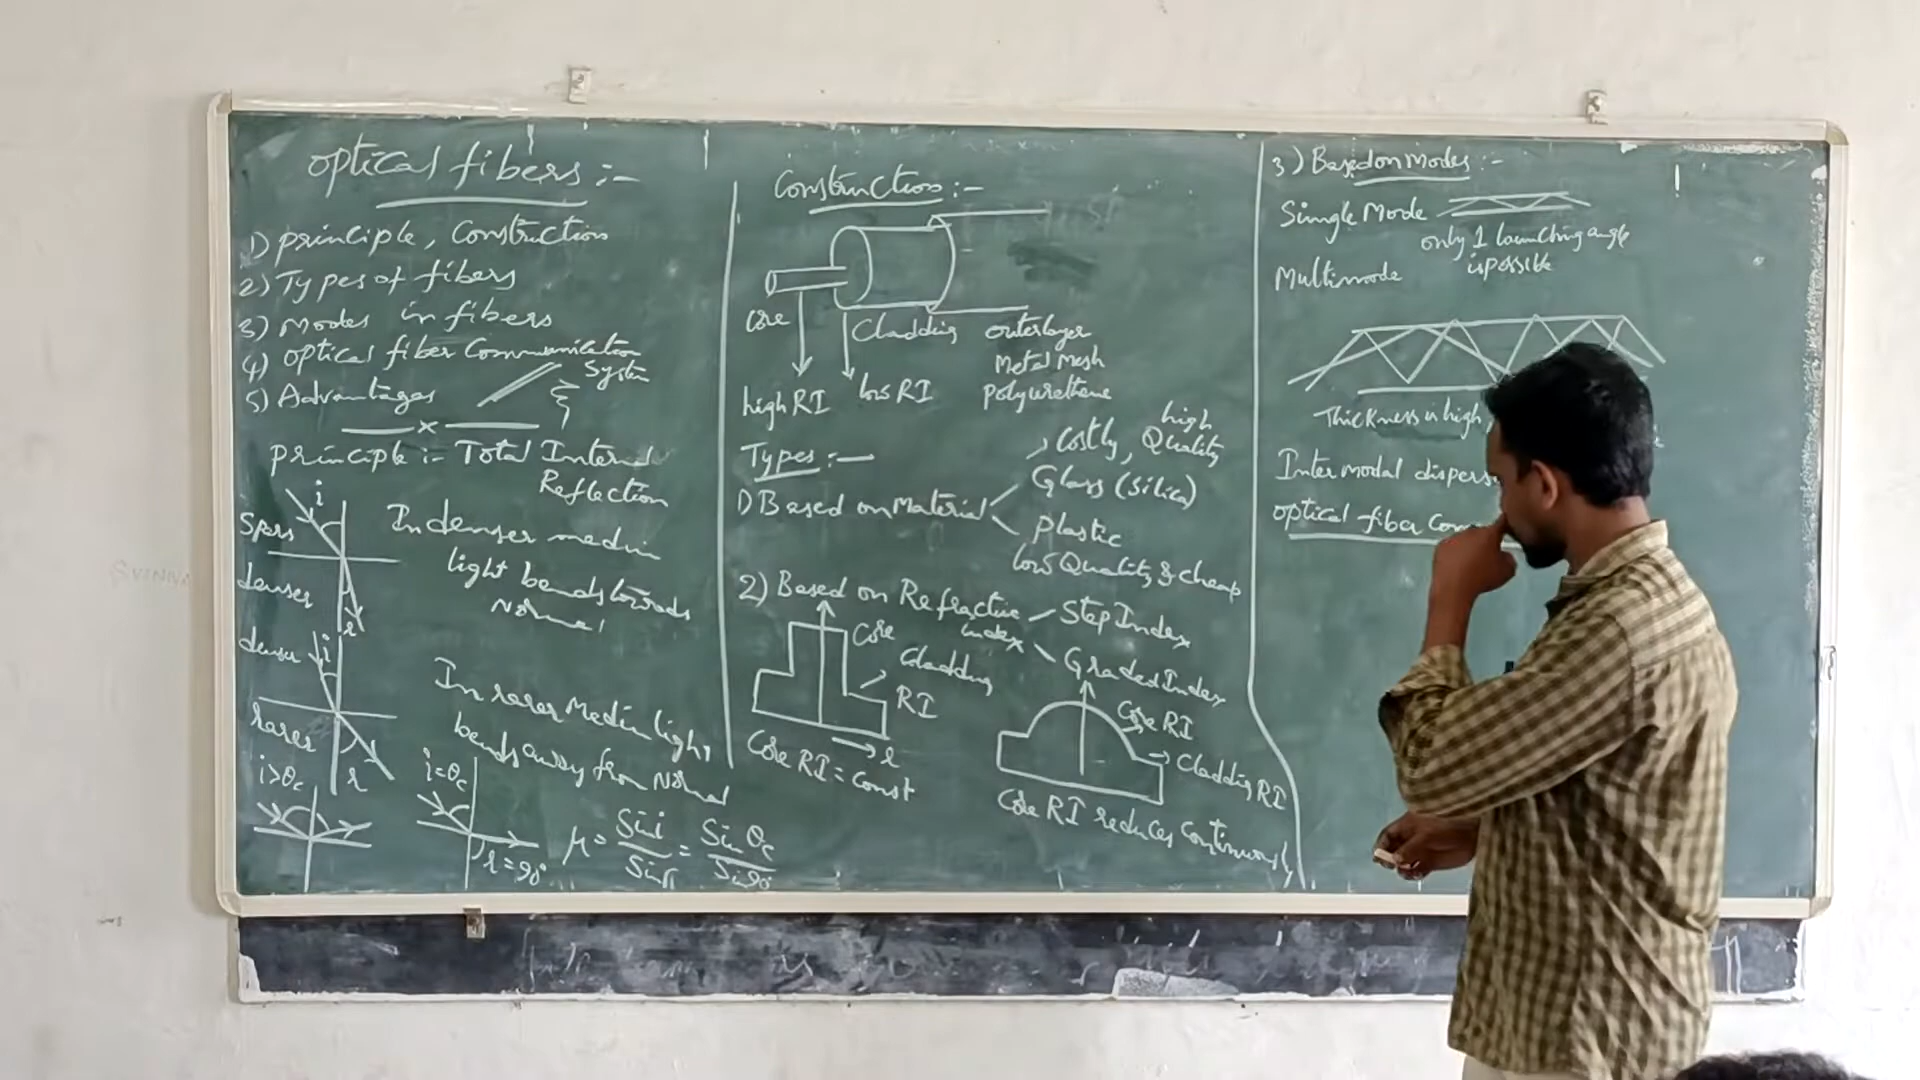 optical fibers :-
1) principle, Construction
2) Types of fibers
3) Modes in fibers
4) optical fiber Communication System
5) Advantages
x
principle :- Total Internal
Reflection
i
denser
r
In denser medium
light bends towards
Normal
denser
i
rarer
r
In rarer Medium light
bends away from Normal
i>θc
i=θc
r=90°
μ = Sin i / Sin r = Sin θc / Sin 90
Construction :-
Core
Cladding
outer layer
Metal Mesh
polyurethene
high RI
low RI
Types :-
1) Based on Material
Costly, high Quality
Glass (Silica)
Plastic
low Quality & cheap
2) Based on Refractive index
Step Index
Graded Index
Core
Cladding
RI
r
Core RI = Const
Core RI
Cladding RI
Core RI reduces continuously
3) Based on Modes :-
Single Mode
only 1 launching angle
is possible
Multimode
Thickness is high
Inter modal dispers
optical fiber Com